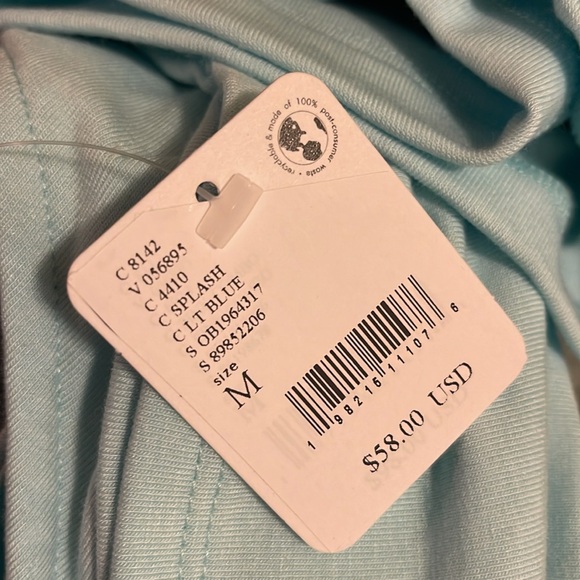 recyclable & made of 100% post-consumer waste •
C 8142
V 056895
C 4410
C SPLASH
C LT BLUE
S OB1964317
S 89852206
size
M
1 98216 11107 6
$58.00 USD